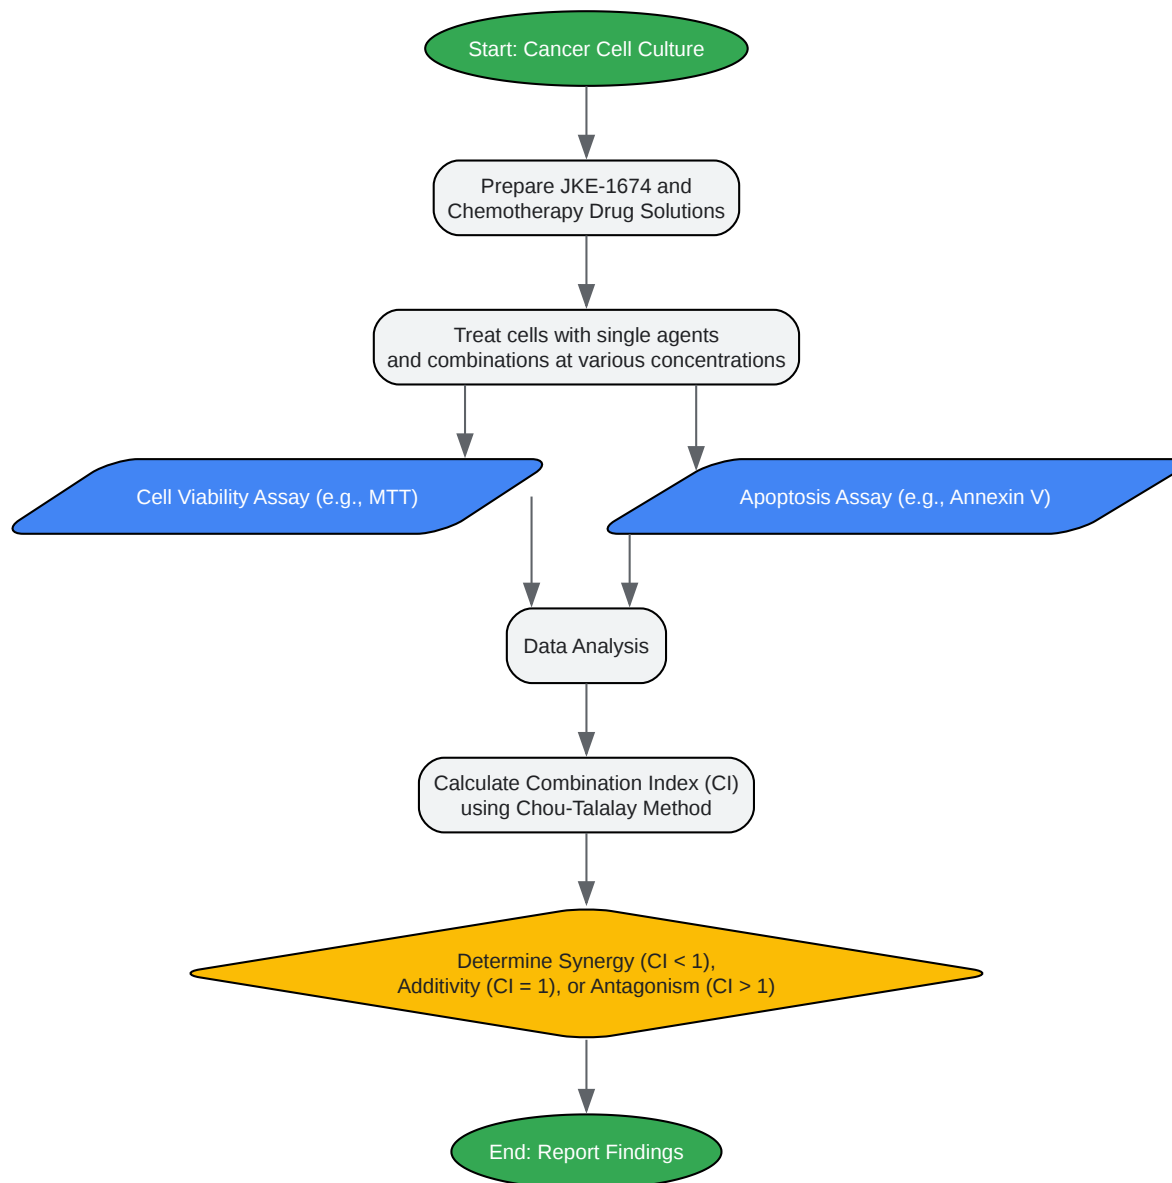 Start: Cancer Cell Culture
Prepare JKE-1674 and
Chemotherapy Drug Solutions
Treat cells with single agents
and combinations at various concentrations
Cell Viability Assay (e.g., MTT)
Apoptosis Assay (e.g., Annexin V)
Data Analysis
Calculate Combination Index (CI)
using Chou-Talalay Method
Determine Synergy (CI < 1),
Additivity (CI = 1), or Antagonism (CI > 1)
End: Report Findings